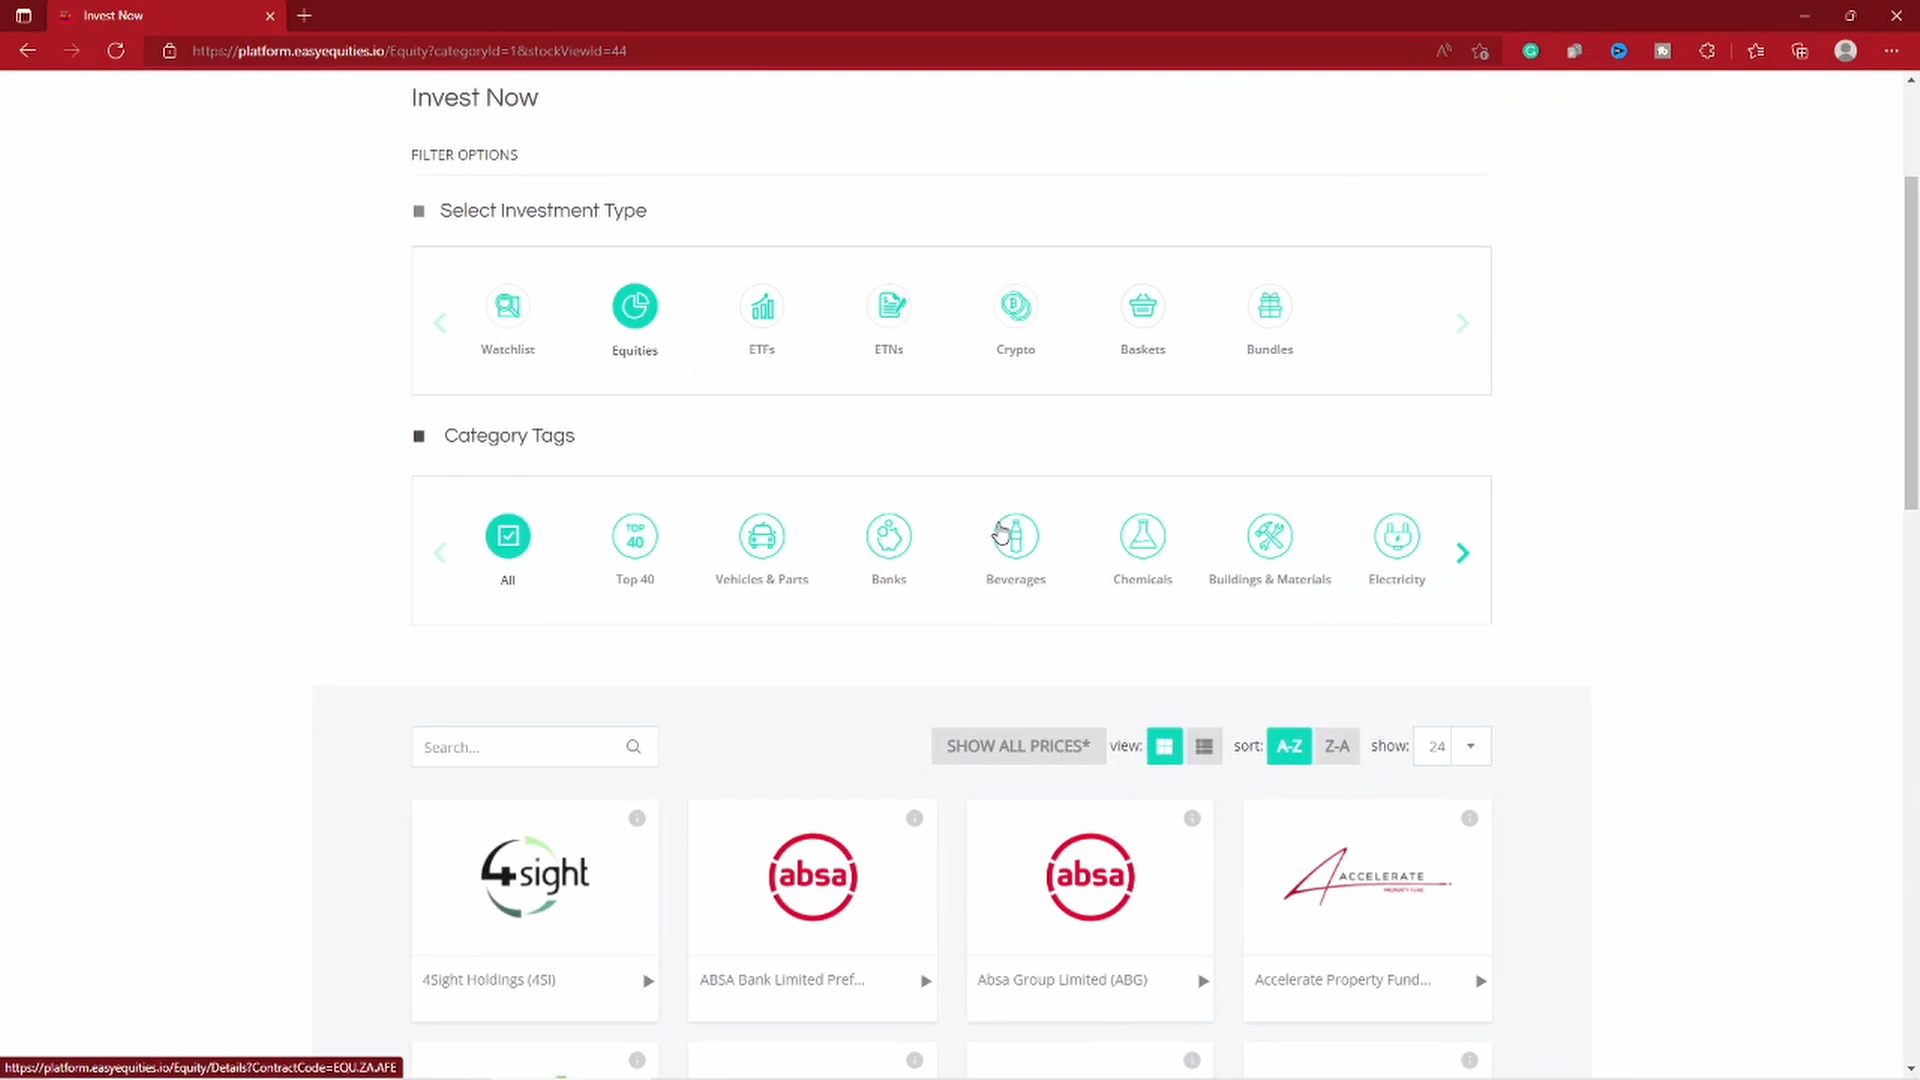 Invest Now
https://platform.easyequities.io/Equity?categoryId=1&stockViewId=44
Invest Now
FILTER OPTIONS
Select Investment Type
Watchlist
Equities
ETFs
ETNs
Crypto
Baskets
Bundles
Category Tags
TOP
40
All
Top 40
Vehicles & Parts
Banks
Beverages
Chemicals
Buildings & Materials
Electricity
Search...
SHOW ALL PRICES*
view:
sort:
A-Z
Z-A
show:
24
4sight
absa
absa
ACCELERATE
PROPERTY FUND
4Sight Holdings (4SI)
ABSA Bank Limited Pref...
Absa Group Limited (ABG)
Accelerate Property Fund...
https://platform.easyequities.io/Equity/Details?ContractCode=EQU.ZA.AFE